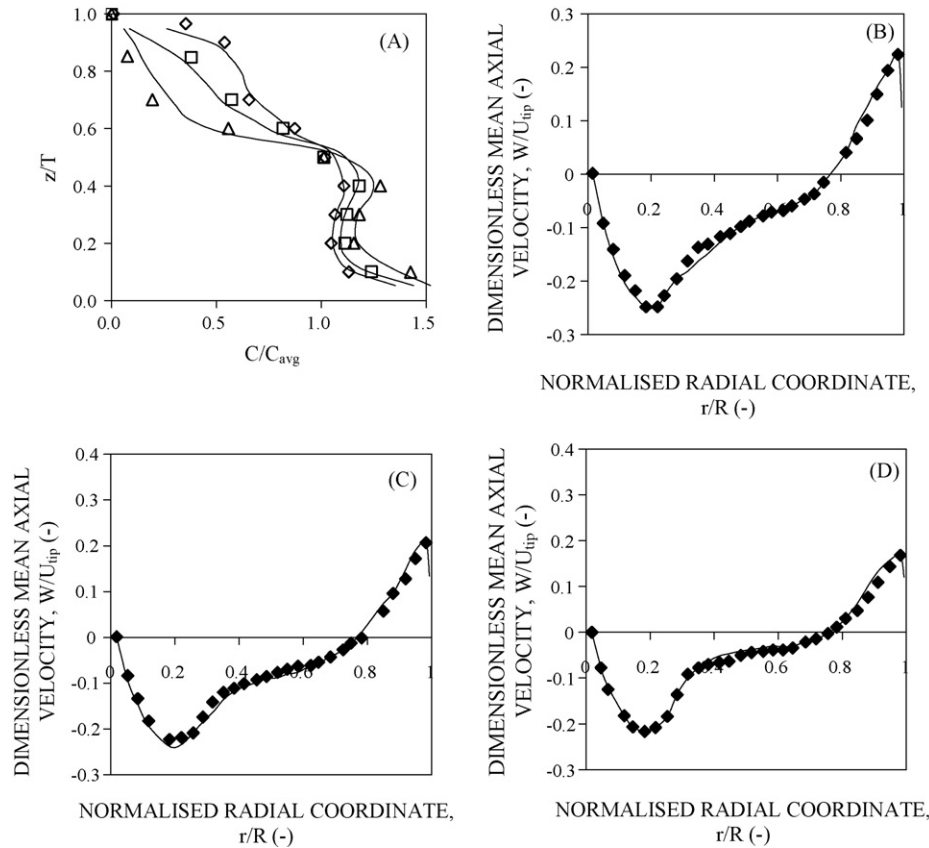 (A)
z/T
1.0
0.8
0.6
0.4
0.2
0.0
0.0
0.5
1.0
1.5
C/Cavg
(B)
DIMENSIONLESS MEAN AXIAL
VELOCITY, W/Utip (-)
0.3
0.2
0.1
0
-0.1
-0.2
-0.3
0
0.2
0.4
0.6
0.8
1
NORMALISED RADIAL COORDINATE,
r/R (-)
(C)
DIMENSIONLESS MEAN AXIAL
VELOCITY, W/Utip (-)
0.4
0.3
0.2
0.1
0
-0.1
-0.2
-0.3
0
0.2
0.4
0.6
0.8
1
NORMALISED RADIAL COORDINATE,
r/R (-)
(D)
DIMENSIONLESS MEAN AXIAL
VELOCITY, W/Utip (-)
0.4
0.3
0.2
0.1
0
-0.1
-0.2
-0.3
0
0.2
0.4
0.6
0.8
1
NORMALISED RADIAL COORDINATE,
r/R (-)